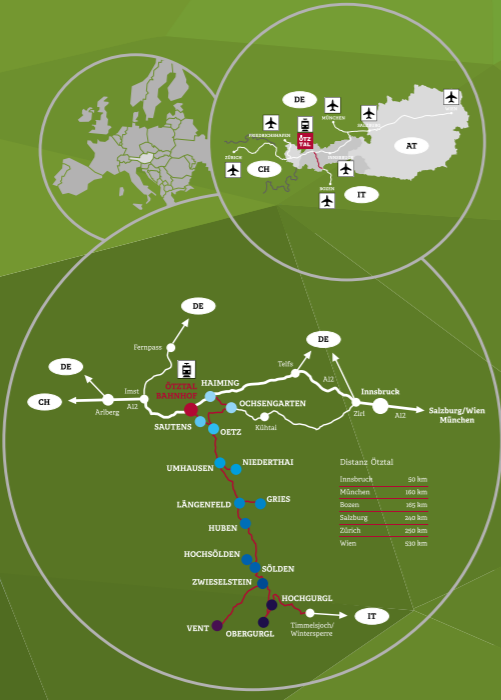 DE
MÜNCHEN
FRIEDRICHSHAFEN
ÖTZ
TAL
ZÜRICH
CH
AT
IT
BOZEN
DE
Fernpass
DE
Telfs
DE
HAIMING
ÖTZTAL
BAHNHOF
A12
Imst
A12
Arlberg
CH
OCHSENGARTEN
Innsbruck
Zirl
A12
Salzburg/Wien
München
Kühtai
SAUTENS
OETZ
UMHAUSEN
NIEDERTHAI
LÄNGENFELD
GRIES
HUBEN
HOCHSÖLDEN
SÖLDEN
ZWIESELSTEIN
HOCHGURGL
VENT
OBERGURGL
Timmelsjoch/
Wintersperre
IT
Distanz Ötztal
Innsbruck 50 km
München 160 km
Bozen 165 km
Salzburg 240 km
Zürich 250 km
Wien 530 km